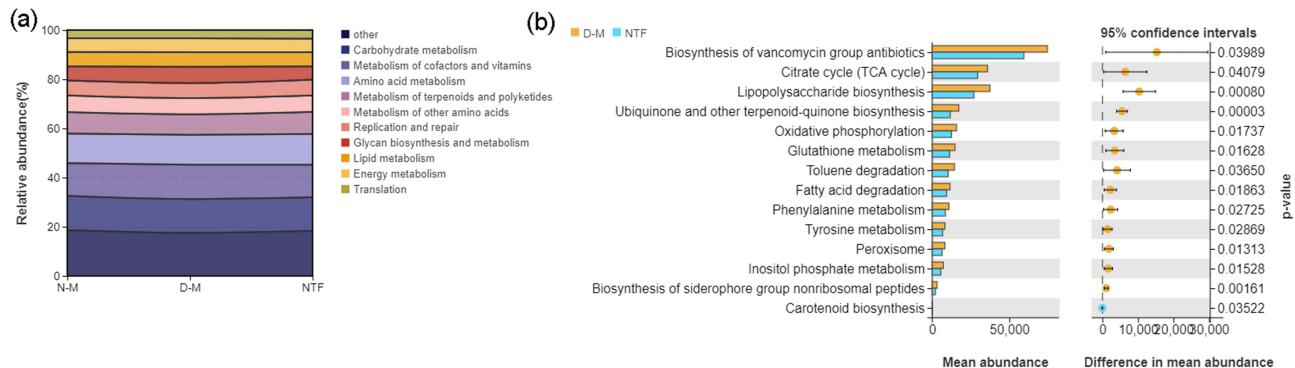 (a)
100
80
60
40
20
0
Relative abundance(%)
N-M
D-M
NTF
other
Carbohydrate metabolism
Metabolism of cofactors and vitamins
Amino acid metabolism
Metabolism of terpenoids and polyketides
Metabolism of other amino acids
Replication and repair
Glycan biosynthesis and metabolism
Lipid metabolism
Energy metabolism
Translation
(b)
D-M NTF
95% confidence intervals
Biosynthesis of vancomycin group antibiotics 0.03989
Citrate cycle (TCA cycle) 0.04079
Lipopolysaccharide biosynthesis 0.00080
Ubiquinone and other terpenoid-quinone biosynthesis 0.00003
Oxidative phosphorylation 0.01737
Glutathione metabolism 0.01628
Toluene degradation 0.03650
Fatty acid degradation 0.01863
Phenylalanine metabolism 0.02725
Tyrosine metabolism 0.02869
Peroxisome 0.01313
Inositol phosphate metabolism 0.01528
Biosynthesis of siderophore group nonribosomal peptides 0.00161
Carotenoid biosynthesis 0.03522
p-value
0 50,000
0 10,000 20,000 30,000
Mean abundance
Difference in mean abundance